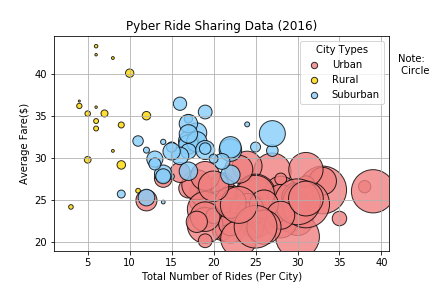 Pyber Ride Sharing Data (2016)
City Types
Urban
Rural
Suburban
Note:
Circle
Average Fare($)
40
35
30
25
20
5 10 15 20 25 30 35 40
Total Number of Rides (Per City)